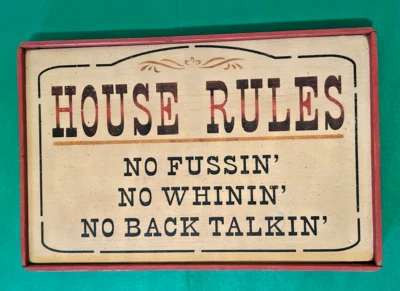 HOUSE RULES
NO FUSSIN'
NO WHININ'
NO BACK TALKIN'